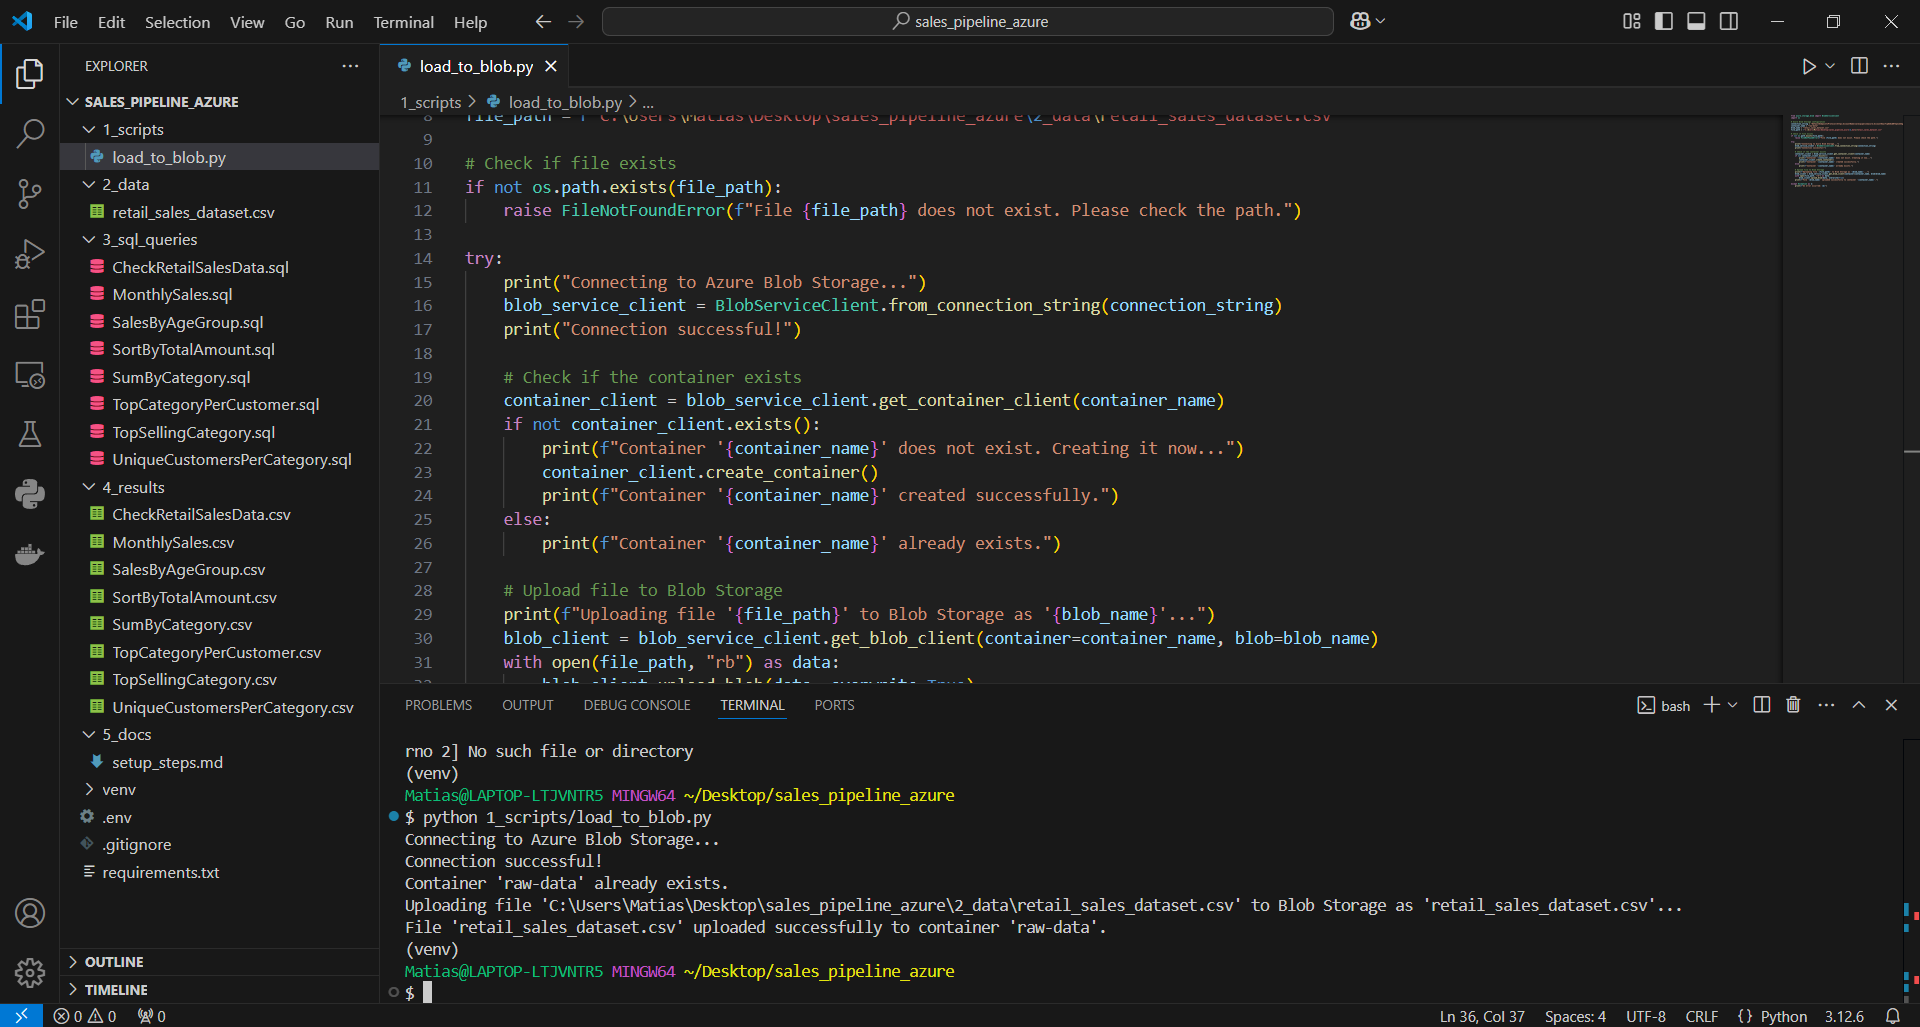 File Edit Selection View Go Run Terminal Help
sales_pipeline_azure
EXPLORER
SALES_PIPELINE_AZURE
1_scripts
load_to_blob.py
2_data
retail_sales_dataset.csv
3_sql_queries
CheckRetailSalesData.sql
MonthlySales.sql
SalesByAgeGroup.sql
SortByTotalAmount.sql
SumByCategory.sql
TopCategoryPerCustomer.sql
TopSellingCategory.sql
UniqueCustomersPerCategory.sql
4_results
CheckRetailSalesData.csv
MonthlySales.csv
SalesByAgeGroup.csv
SortByTotalAmount.csv
SumByCategory.csv
TopCategoryPerCustomer.csv
TopSellingCategory.csv
UniqueCustomersPerCategory.csv
5_docs
setup_steps.md
venv
.env
.gitignore
requirements.txt
OUTLINE
TIMELINE
load_to_blob.py
1_scripts > load_to_blob.py > ...
8 file_path = r"C:\Users\Matias\Desktop\sales_pipeline_azure\2_data\retail_sales_dataset.csv"
9
10 # Check if file exists
11 if not os.path.exists(file_path):
12 raise FileNotFoundError(f"File {file_path} does not exist. Please check the path.")
13
14 try:
15 print("Connecting to Azure Blob Storage...")
16 blob_service_client = BlobServiceClient.from_connection_string(connection_string)
17 print("Connection successful!")
18
19 # Check if the container exists
20 container_client = blob_service_client.get_container_client(container_name)
21 if not container_client.exists():
22 print(f"Container '{container_name}' does not exist. Creating it now...")
23 container_client.create_container()
24 print(f"Container '{container_name}' created successfully.")
25 else:
26 print(f"Container '{container_name}' already exists.")
27
28 # Upload file to Blob Storage
29 print(f"Uploading file '{file_path}' to Blob Storage as '{blob_name}'...")
30 blob_client = blob_service_client.get_blob_client(container=container_name, blob=blob_name)
31 with open(file_path, "rb") as data:
32 blob_client.upload_blob(data, overwrite=True)
PROBLEMS OUTPUT DEBUG CONSOLE TERMINAL PORTS
bash
rno 2] No such file or directory
(venv)
Matias@LAPTOP-LTJVNTR5 MINGW64 ~/Desktop/sales_pipeline_azure
$ python 1_scripts/load_to_blob.py
Connecting to Azure Blob Storage...
Connection successful!
Container 'raw-data' already exists.
Uploading file 'C:\Users\Matias\Desktop\sales_pipeline_azure\2_data\retail_sales_dataset.csv' to Blob Storage as 'retail_sales_dataset.csv'...
File 'retail_sales_dataset.csv' uploaded successfully to container 'raw-data'.
(venv)
Matias@LAPTOP-LTJVNTR5 MINGW64 ~/Desktop/sales_pipeline_azure
$
0 0 0
Ln 36, Col 37 Spaces: 4 UTF-8 CRLF {} Python 3.12.6